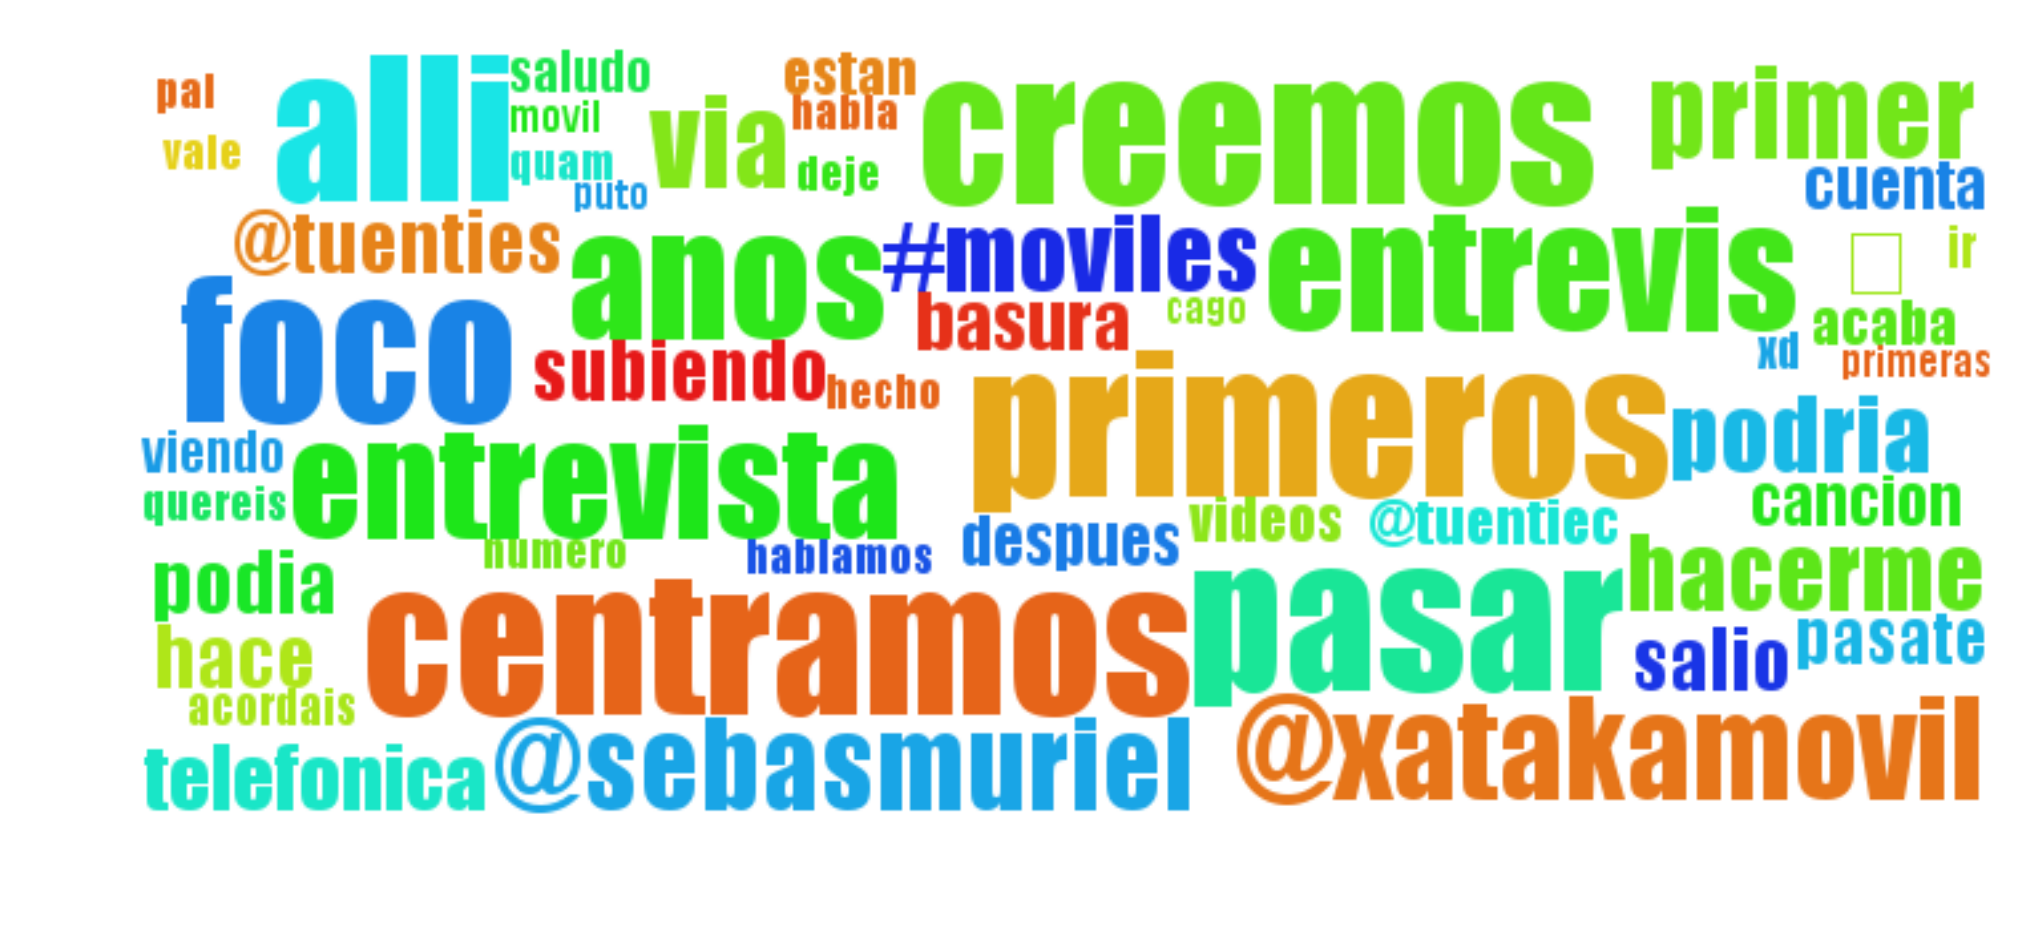 pal alli saludo via estan creemos primer
vale movil habla
quam deje cuenta
puto
@tuenties anos #moviles entrevis ir
foco basura cago acaba
subiendo hecho primeros xd primeras
viendo entrevista podria
quereis despues videos @tuentiec cancion
podia numero hablamos pasar hacerme
hace centramos salio pasate
acordais
telefonica @sebasmuriel @xatakamovil